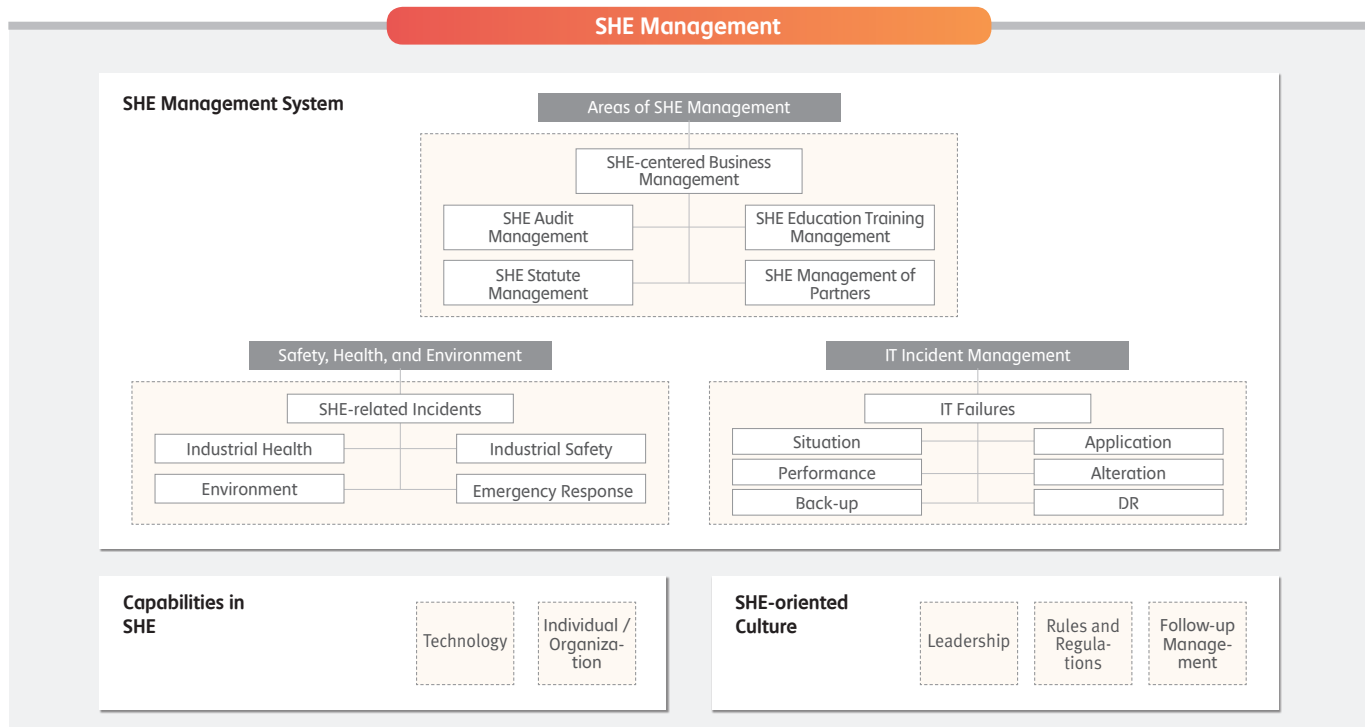 SHE Management
SHE Management System
Areas of SHE Management
SHE-centered Business
Management
SHE Audit
Management
SHE Education Training
Management
SHE Statute
Management
SHE Management of
Partners
Safety, Health, and Environment
SHE-related Incidents
Industrial Health
Industrial Safety
Environment
Emergency Response
IT Incident Management
IT Failures
Situation
Application
Performance
Alteration
Back-up
DR
Capabilities in
SHE
Technology
Individual /
Organiza-
tion
SHE-oriented
Culture
Leadership
Rules and
Regula-
tions
Follow-up
Manage-
ment